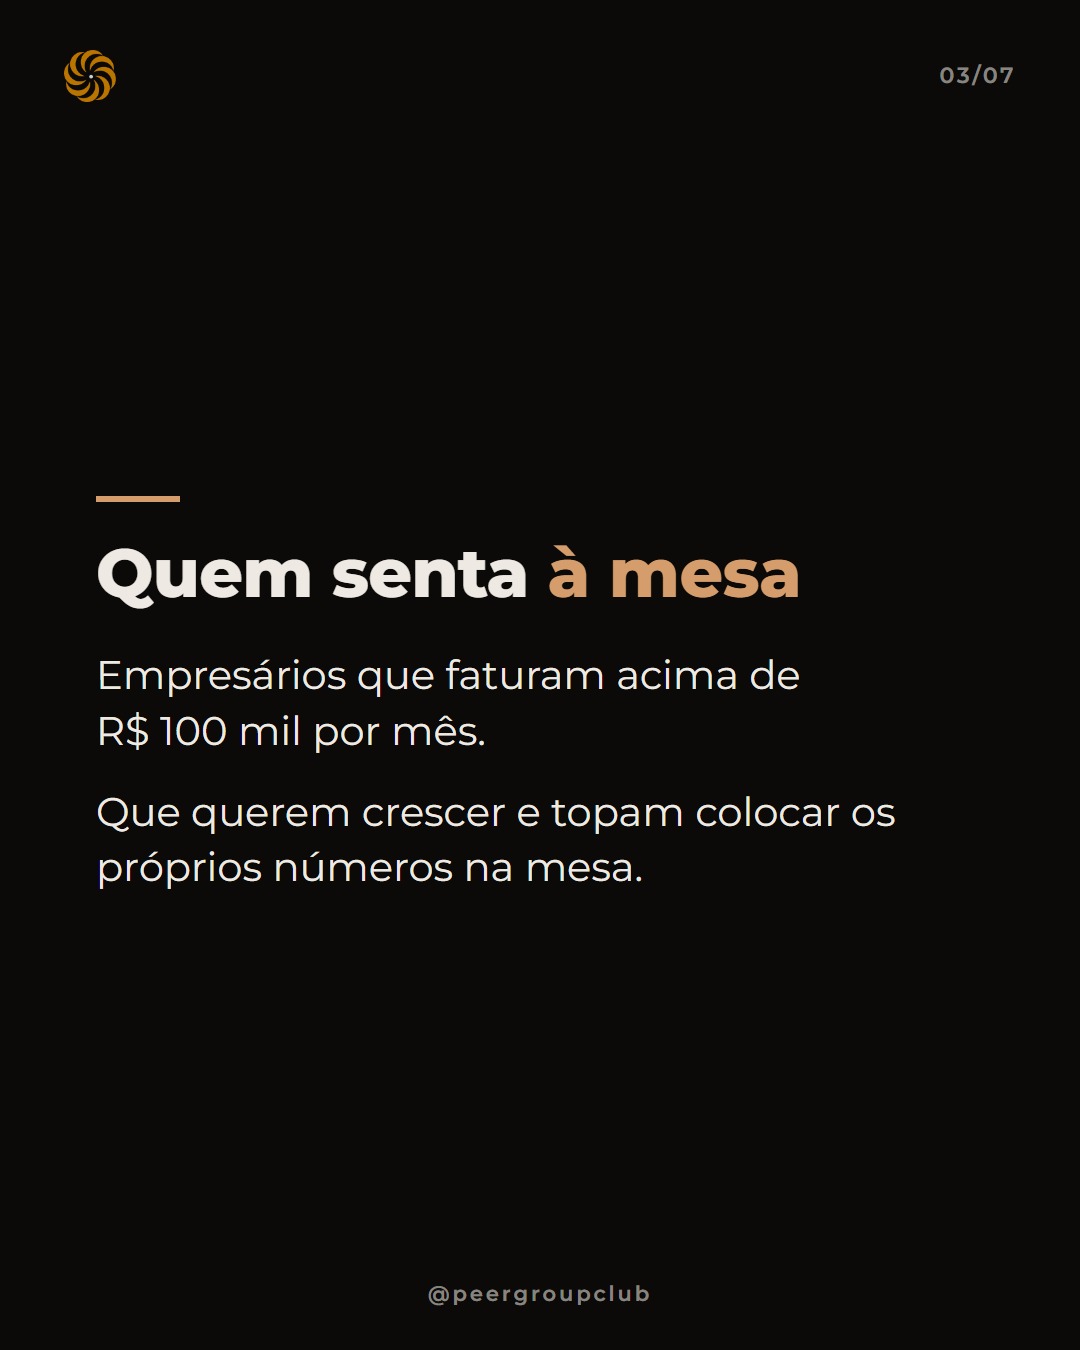 03/07
Quem senta à mesa
Empresários que faturam acima de
R$ 100 mil por mês.
Que querem crescer e topam colocar os
próprios números na mesa.
@peergroupclub